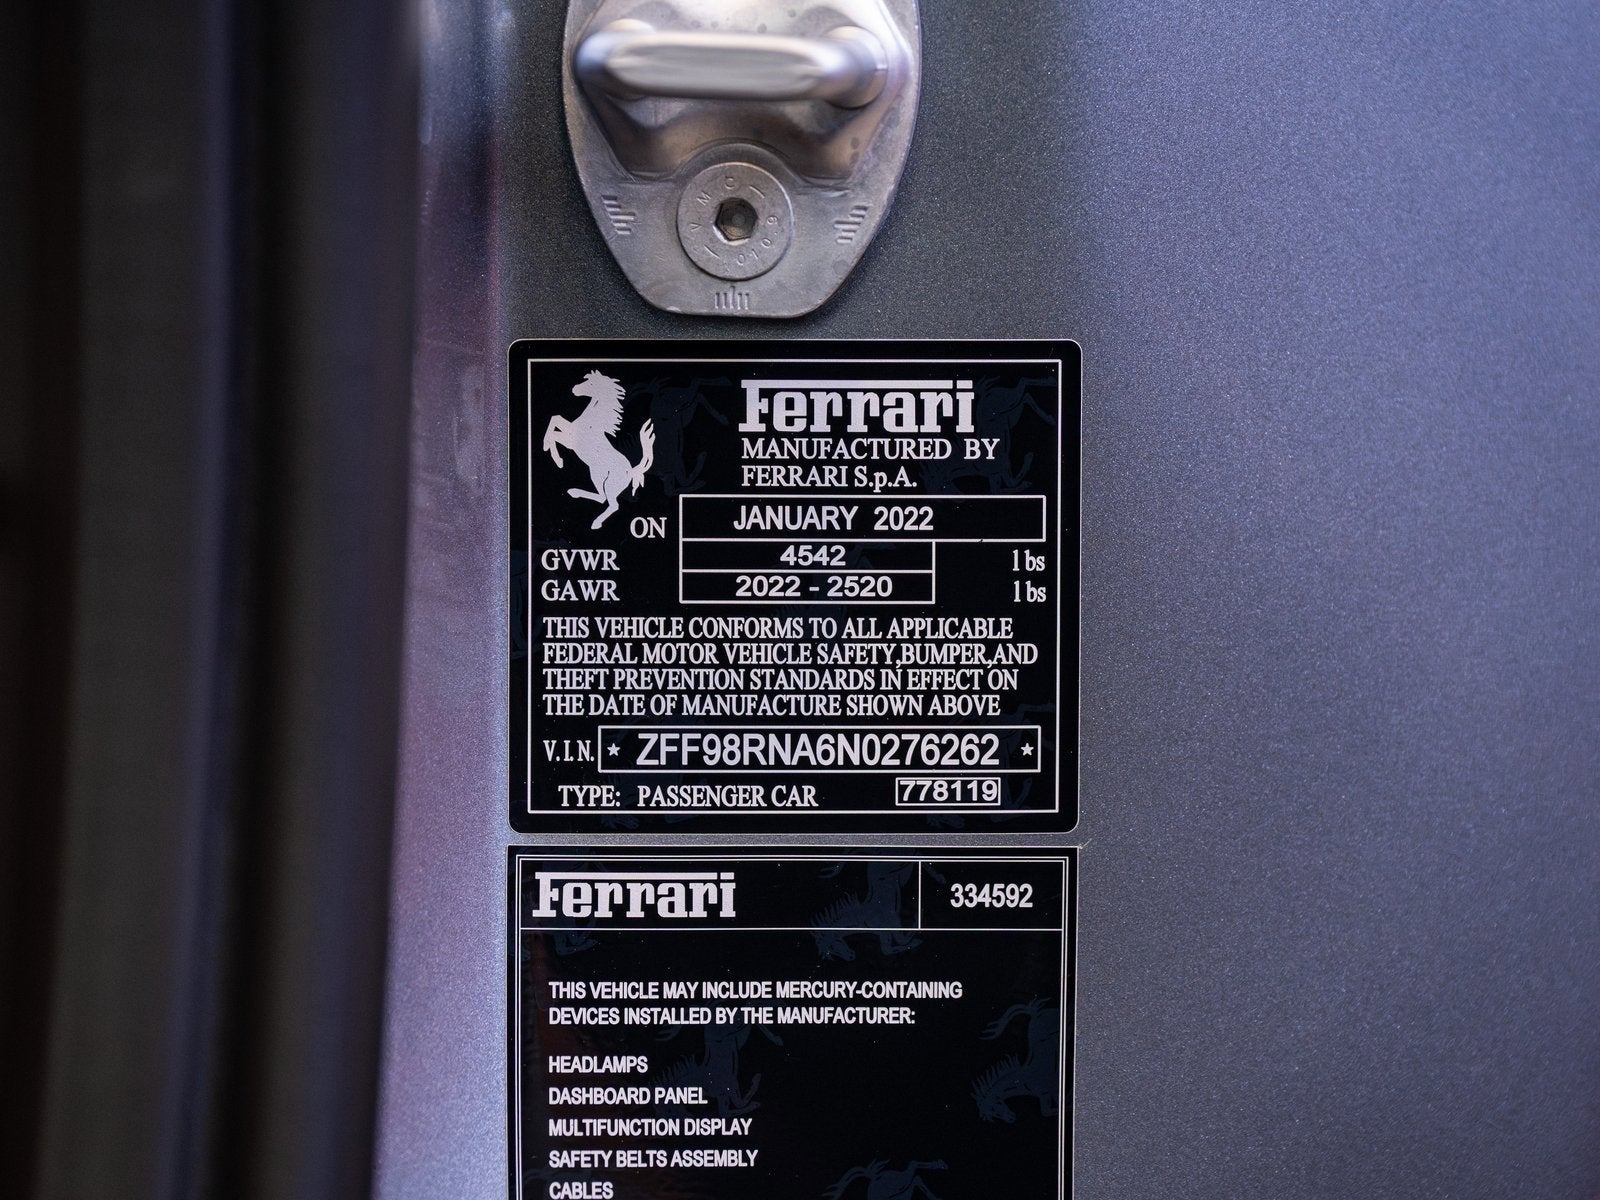 VMCI 010.9
Ferrari
MANUFACTURED BY
FERRARI S.p.A.
ON JANUARY 2022
GVWR 4542 lbs
GAWR 2022 - 2520 lbs
THIS VEHICLE CONFORMS TO ALL APPLICABLE
FEDERAL MOTOR VEHICLE SAFETY,BUMPER,AND
THEFT PREVENTION STANDARDS IN EFFECT ON
THE DATE OF MANUFACTURE SHOWN ABOVE
V.I.N. ★ ZFF98RNA6N0276262 ★
TYPE: PASSENGER CAR 778119
Ferrari 334592
THIS VEHICLE MAY INCLUDE MERCURY-CONTAINING
DEVICES INSTALLED BY THE MANUFACTURER:
HEADLAMPS
DASHBOARD PANEL
MULTIFUNCTION DISPLAY
SAFETY BELTS ASSEMBLY
CABLES